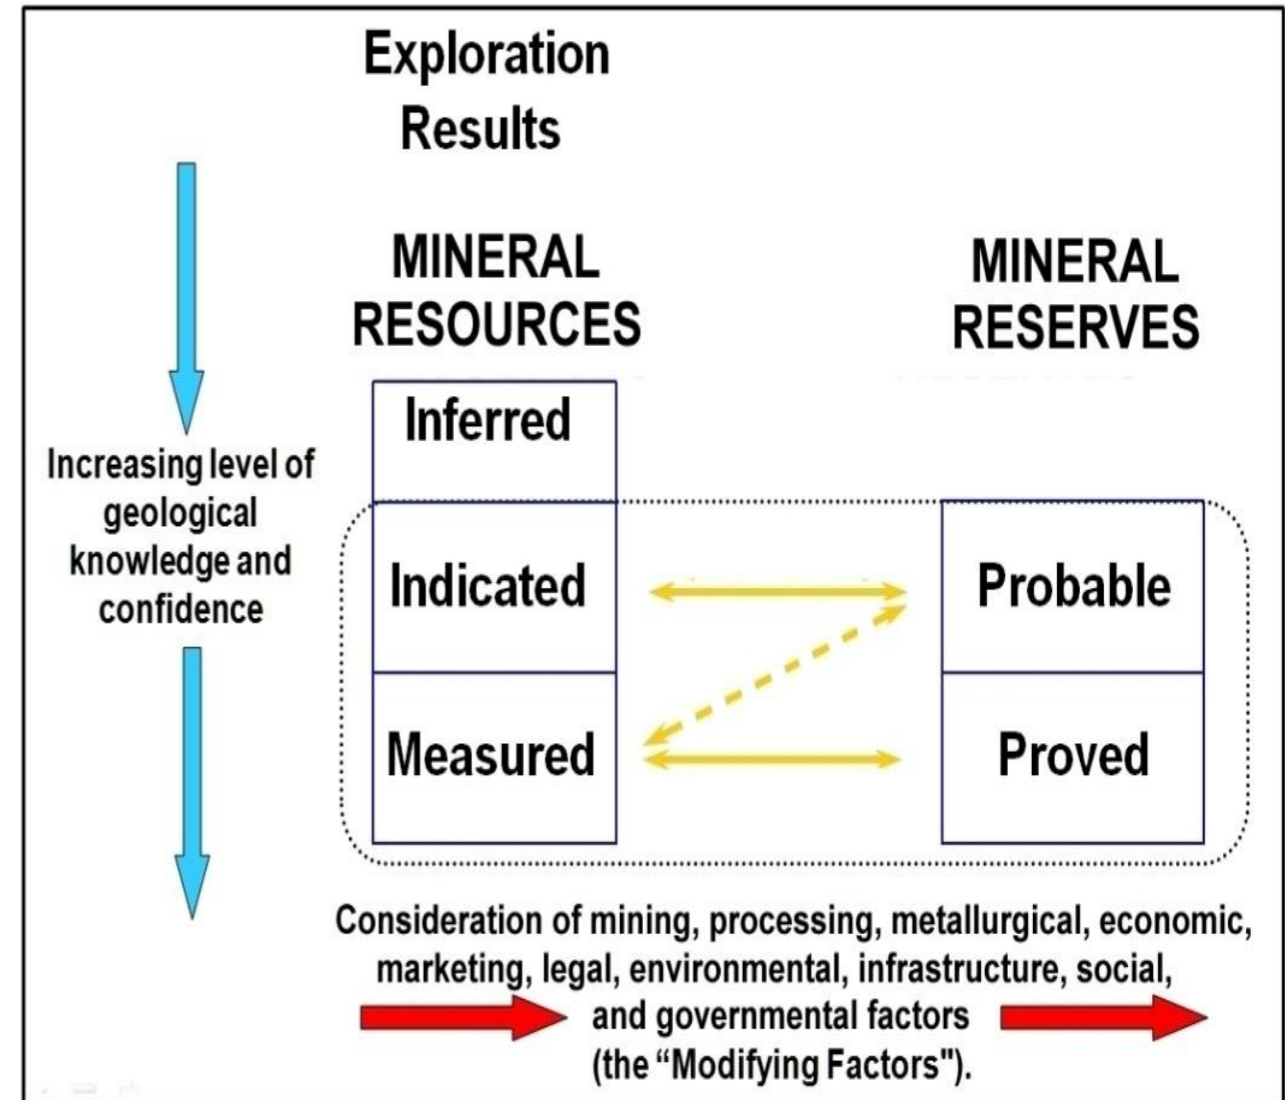 Exploration
Results
MINERAL
RESOURCES
MINERAL
RESERVES
Inferred
Increasing level of
geological
knowledge and
confidence
Indicated
Probable
Measured
Proved
Consideration of mining, processing, metallurgical, economic,
marketing, legal, environmental, infrastructure, social,
and governmental factors
(the “Modifying Factors").